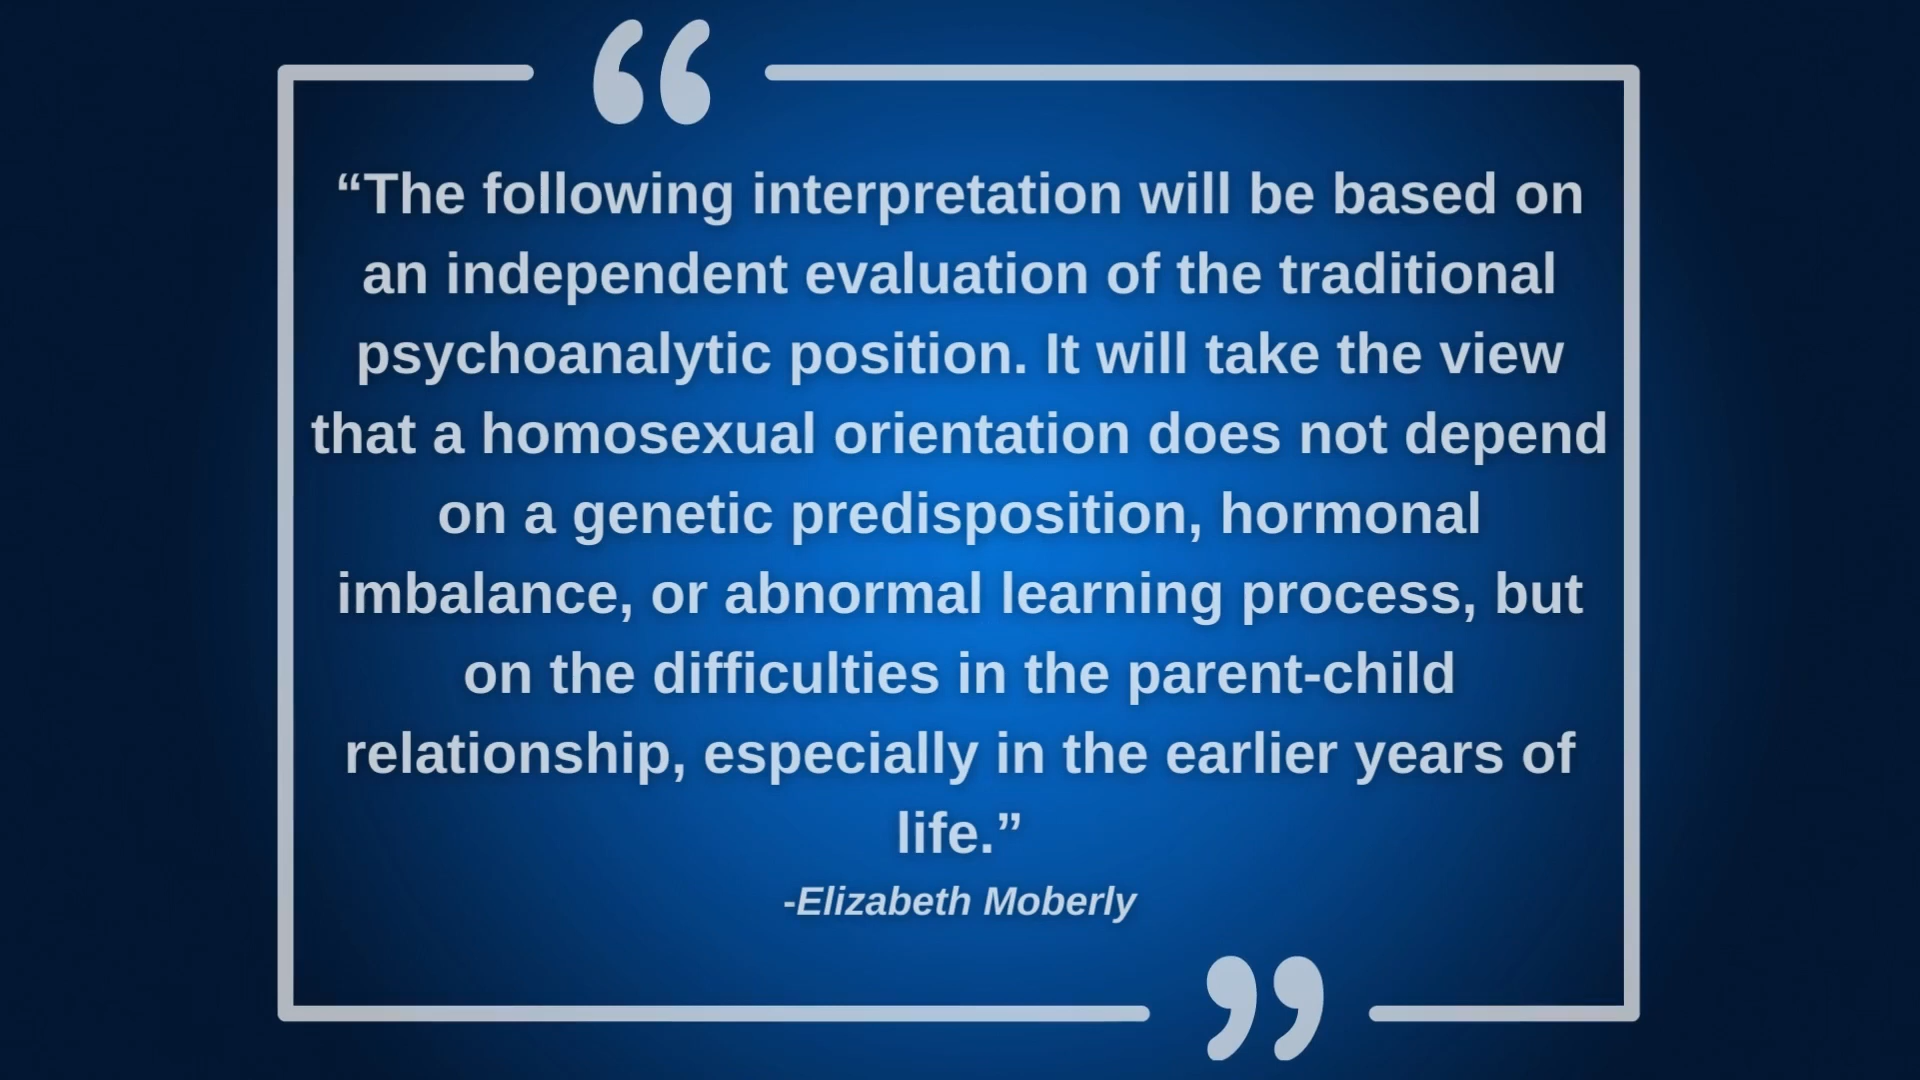 “The following interpretation will be based on
an independent evaluation of the traditional
psychoanalytic position. It will take the view
that a homosexual orientation does not depend
on a genetic predisposition, hormonal
imbalance, or abnormal learning process, but
on the difficulties in the parent-child
relationship, especially in the earlier years of
life.”
-Elizabeth Moberly